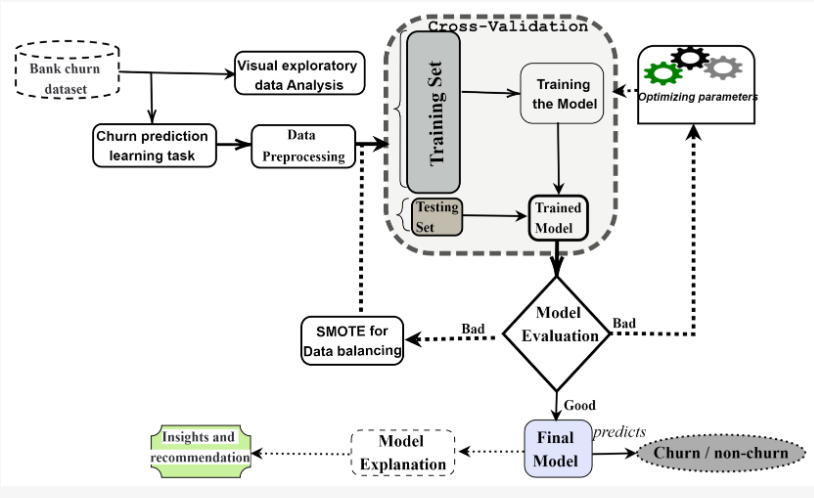 Cross-Validation
Bank churn
dataset
Visual exploratory
data Analysis
Training Set
Training
the Model
Optimizing parameters
Churn prediction
learning task
Data
Preprocessing
Testing
Set
Trained
Model
SMOTE for
Data balancing
Bad
Model
Evaluation
Bad
Good
Insights and
recommendation
Model
Explanation
Final
Model
predicts
Churn / non-churn